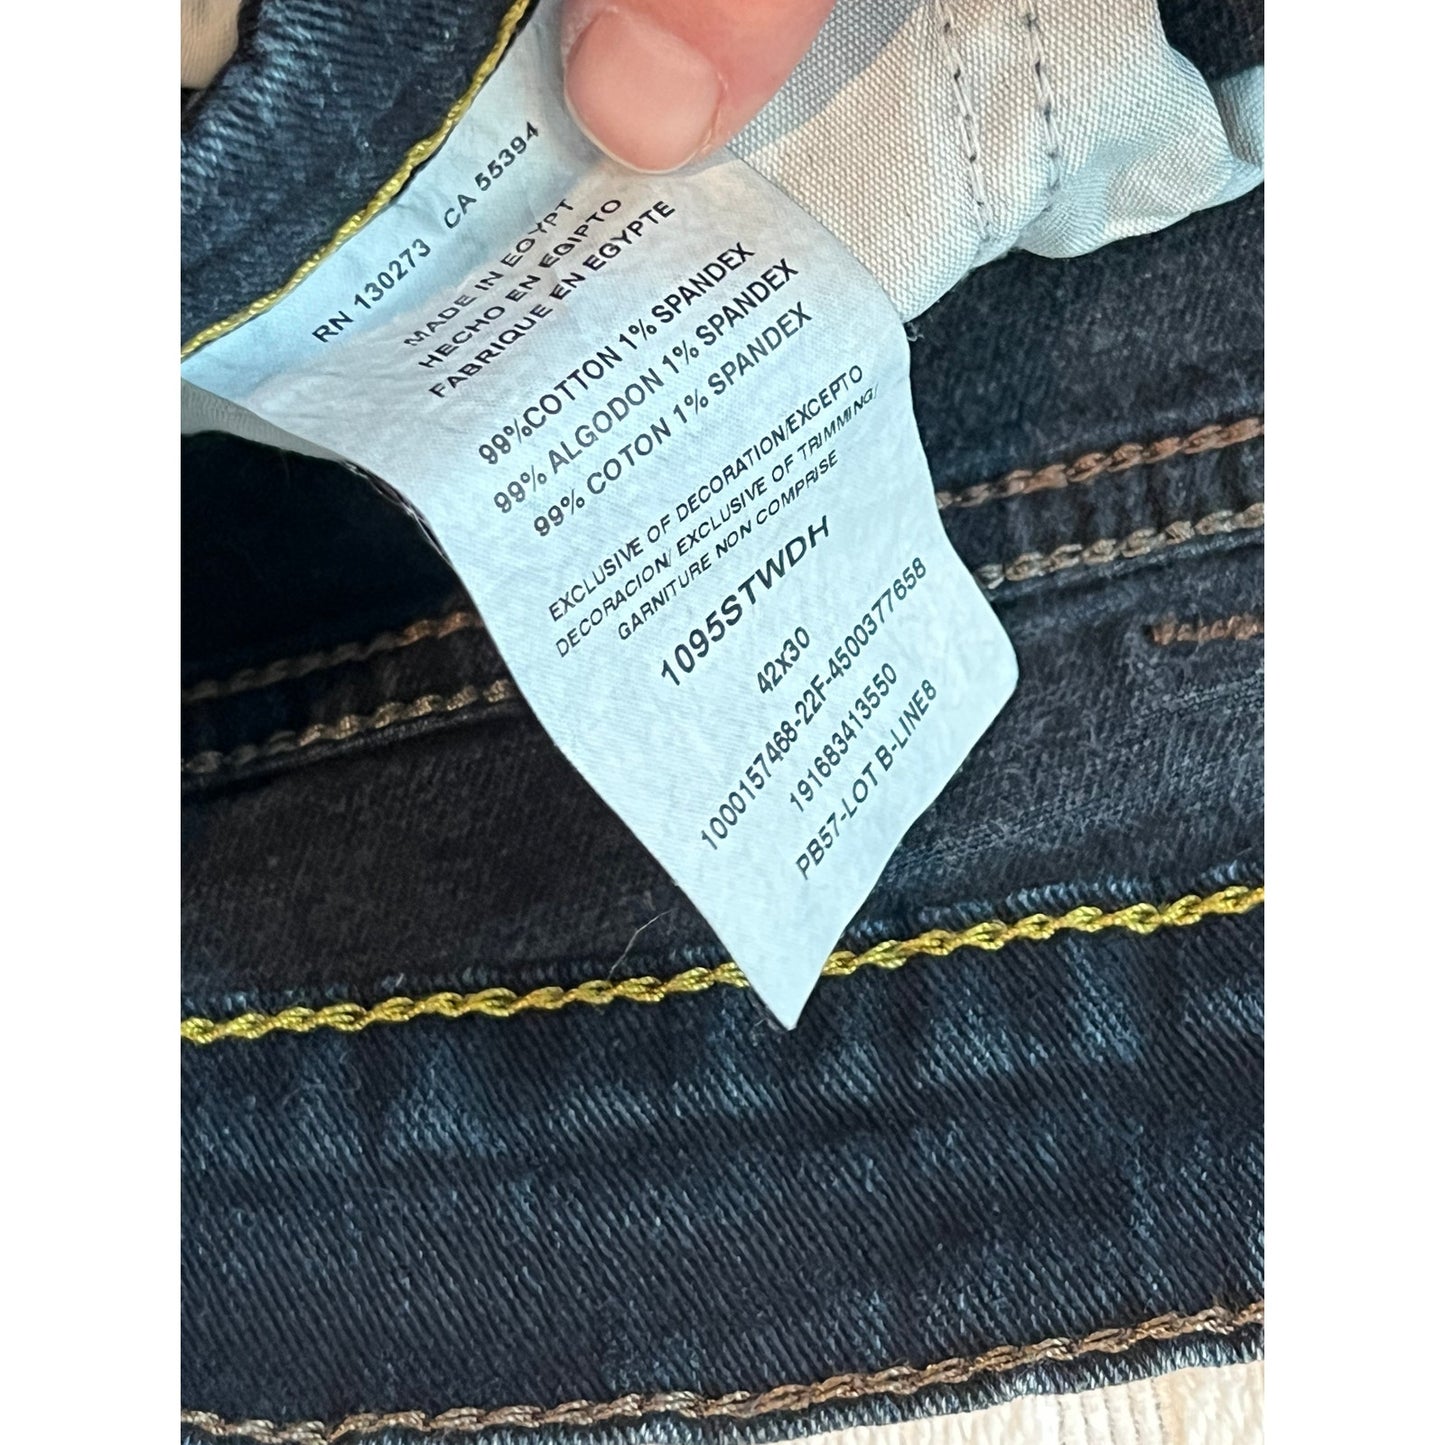 RN 130273 CA 55394
MADE IN EGYPT
HECHO EN EGIPTO
FABRIQUE EN EGYPTE
99%COTTON 1% SPANDEX
99% ALGODON 1% SPANDEX
99% COTON 1% SPANDEX
EXCLUSIVE OF DECORATION/EXCEPTO
DECORACION/ EXCLUSIVE OF TRIMMING/
GARNITURE NON COMPRISE
1095STWDH
42x30
1000157468-22F-4500377658
191683413550
PB57-LOT B-LINE8